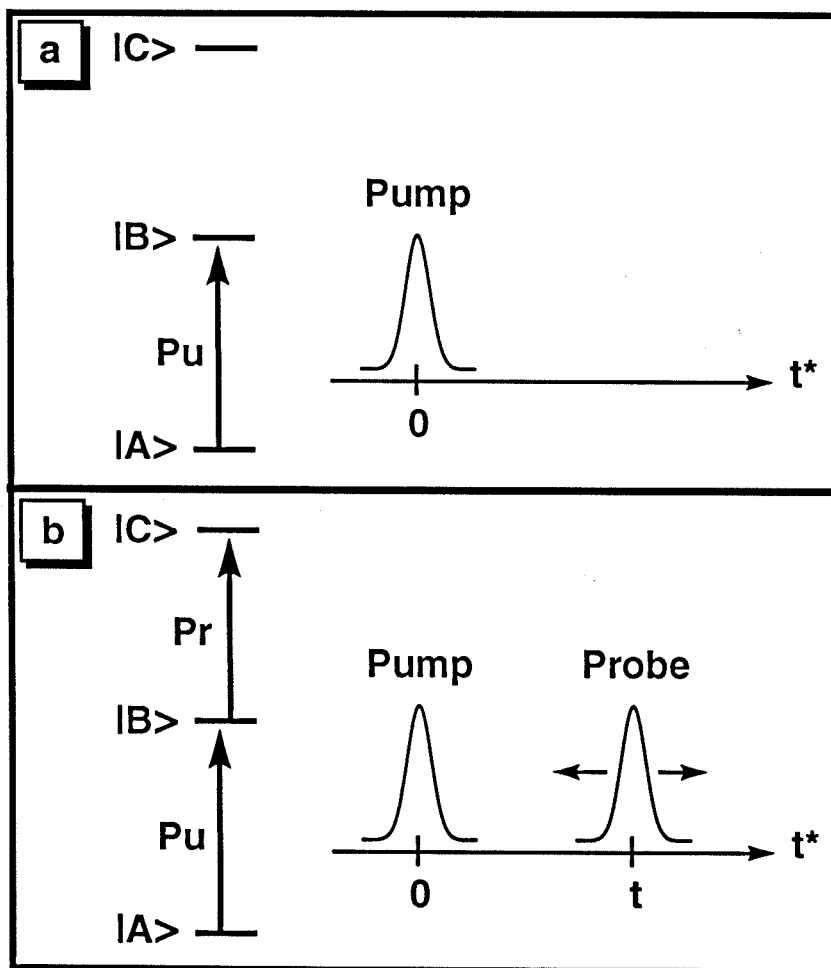 a
|C>
Pump
|B>
Pu
t*
0
|A>
b
|C>
Pr
Pump Probe
|B>
Pu
t*
0 t
|A>